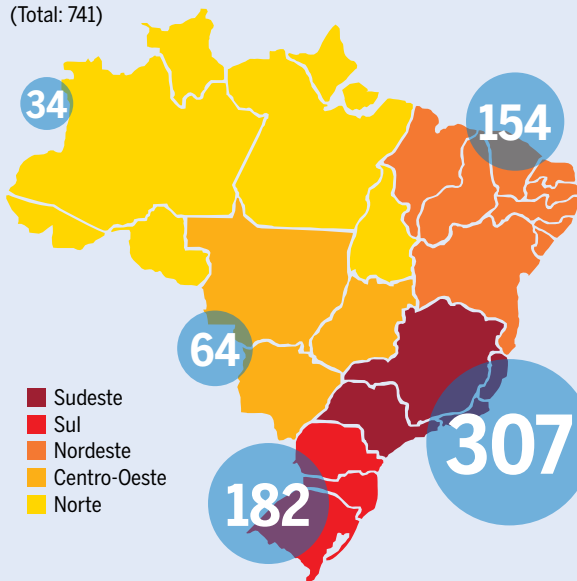 (Total: 741)
34
154
64
307
182
Sudeste
Sul
Nordeste
Centro-Oeste
Norte